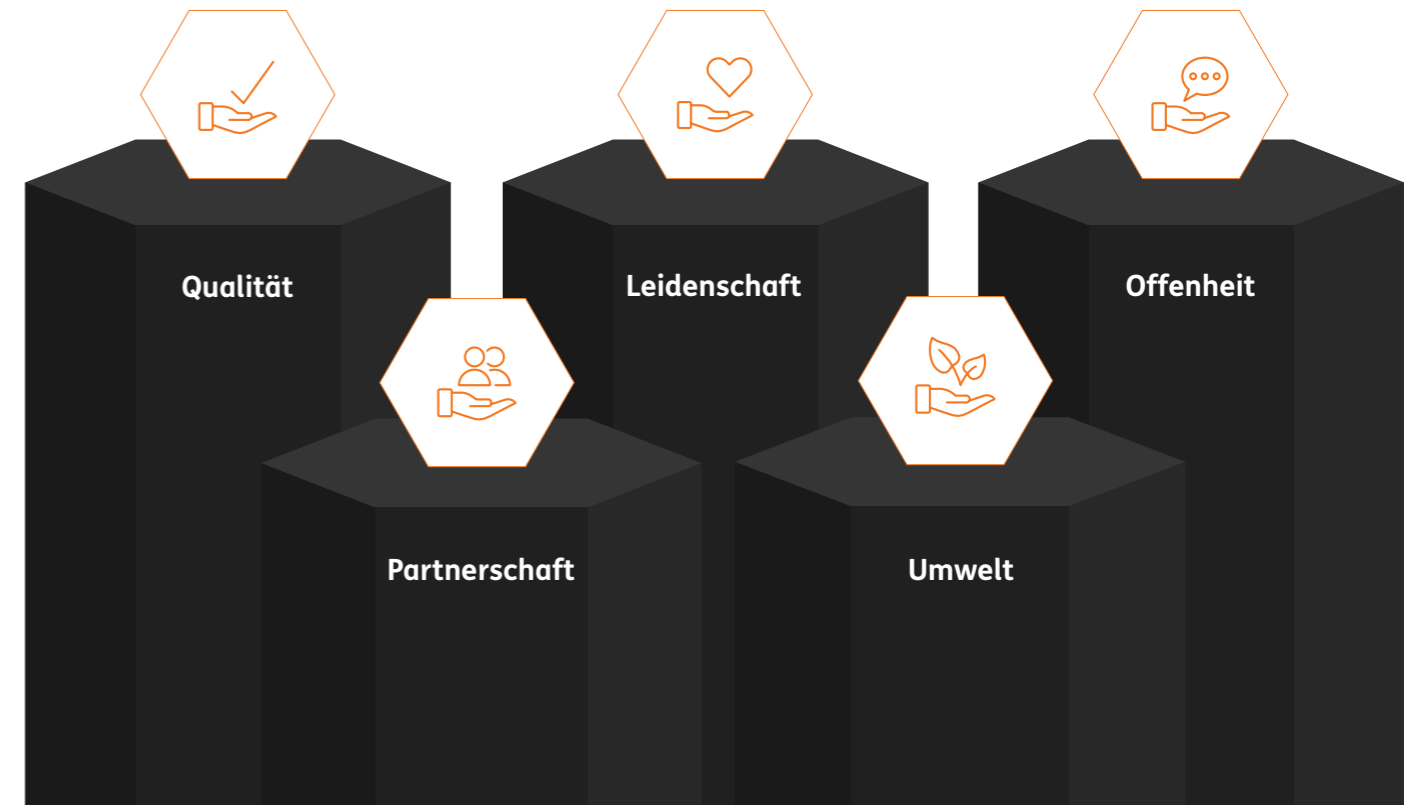 Qualität
Leidenschaft
Offenheit
Partnerschaft
Umwelt